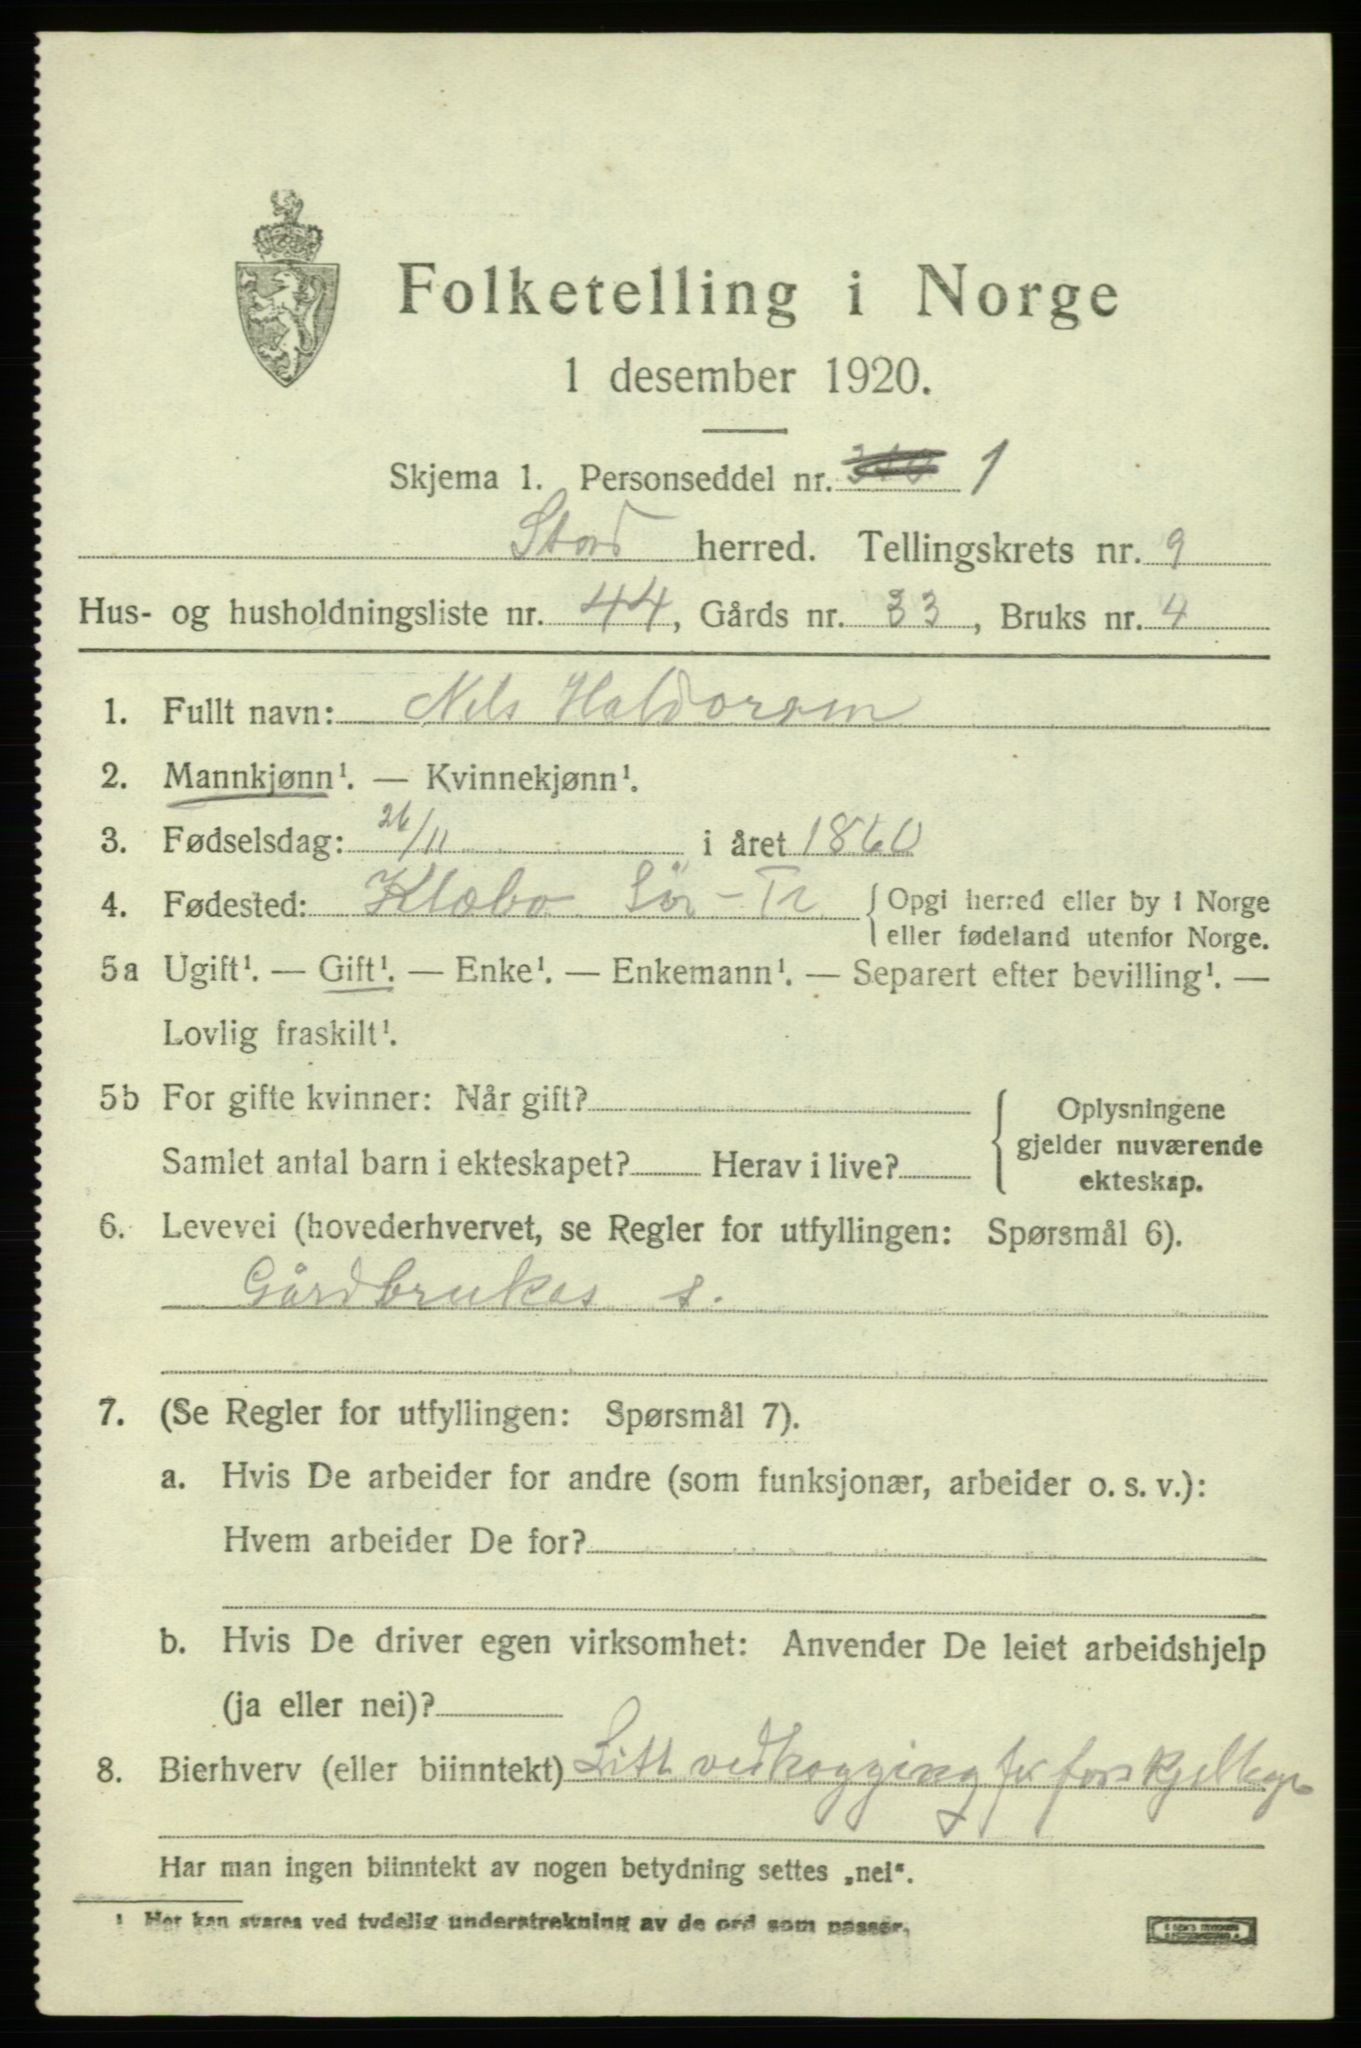 Folketelling i Norge
1 desember 1920.
Skjema 1. Personseddel nr. 1
Stod herred. Tellingskrets nr. 9
Hus- og husholdningsliste nr. 44, Gårds nr. 33, Bruks nr. 4
1. Fullt navn: Nils Haldorsen
2. Mannkjønn¹. — Kvinnekjønn¹.
3. Fødselsdag: 26/11 i året 1860
4. Fødested: Klæbo Sör-Tr {Opgi herred eller by i Norge
eller fødeland utenfor Norge.
5a Ugift¹. — Gift¹. — Enke¹. — Enkemann¹. — Separert efter bevilling¹. —
Lovlig fraskilt¹.
5b For gifte kvinner: Når gift? Oplysningene
gjelder nuværende
Samlet antal barn i ekteskapet? Herav i live?
ekteskap.
6. Levevei (hovederhvervet, se Regler for utfyllingen: Spørsmål 6).
Gårdbrukas s.
7. (Se Regler for utfyllingen: Spørsmål 7).
a. Hvis De arbeider for andre (som funksjonær, arbeider o. s. v.):
Hvem arbeider De for?
b. Hvis De driver egen virksomhet: Anvender De leiet arbeidshjelp
(ja eller nei)?
8. Bierhverv (eller biinntekt) Litt vedhogging for forskjellige
Har man ingen biinntekt av nogen betydning settes „nei“.
¹ Her kan svares ved tydelig understrekning av de ord som passer.